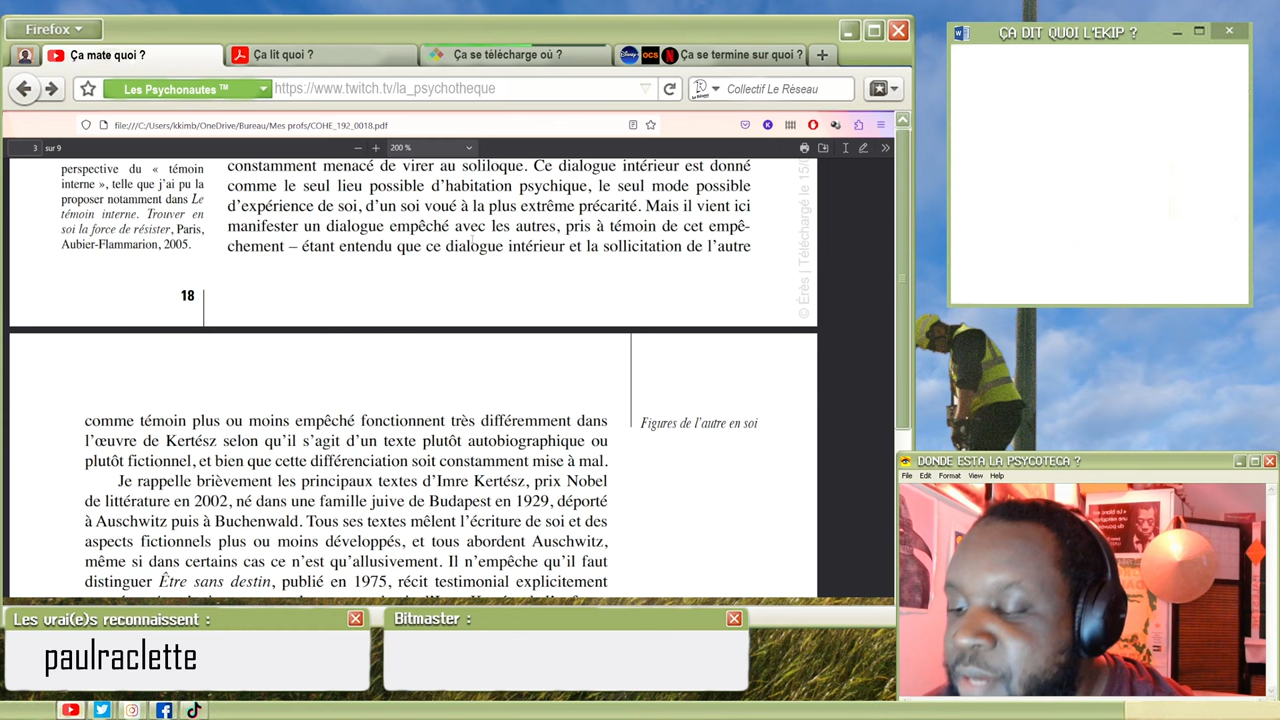 Firefox
ÇA DIT QUOI L'EKIP ?
Ça mate quoi ?
Ça lit quoi ?
Ça se télécharge où ?
Disney+
OCS
N
Ça se termine sur quoi ?
Les Psychonautes ™
https://www.twitch.tv/la_psychotheque
Collectif Le Réseau
file:///C:/Users/kkimb/OneDrive/Bureau/Mes profs/COHE_192_0018.pdf
3 sur 9
200 %
perspective du « témoin
interne », telle que j'ai pu la
proposer notamment dans Le
témoin interne. Trouver en
soi la force de résister, Paris,
Aubier-Flammarion, 2005.
constamment menacé de virer au soliloque. Ce dialogue intérieur est donné
comme le seul lieu possible d'habitation psychique, le seul mode possible
d'expérience de soi, d'un soi voué à la plus extrême précarité. Mais il vient ici
manifester un dialogue empêché avec les autres, pris à témoin de cet empê-
chement – étant entendu que ce dialogue intérieur et la sollicitation de l'autre
© Érès | Téléchargé le 15/0
18
comme témoin plus ou moins empêché fonctionnent très différemment dans
l'œuvre de Kertész selon qu'il s'agit d'un texte plutôt autobiographique ou
plutôt fictionnel, et bien que cette différenciation soit constamment mise à mal.
Je rappelle brièvement les principaux textes d'Imre Kertész, prix Nobel
de littérature en 2002, né dans une famille juive de Budapest en 1929, déporté
à Auschwitz puis à Buchenwald. Tous ses textes mêlent l'écriture de soi et des
aspects fictionnels plus ou moins développés, et tous abordent Auschwitz,
même si dans certains cas ce n'est qu'allusivement. Il n'empêche qu'il faut
distinguer Être sans destin, publié en 1975, récit testimonial explicitement
Figures de l'autre en soi
DONDE ESTA LA PSYCOTECA ?
File Edit Format View Help
Les vrai(e)s reconnaissent :
paulraclette
Bitmaster :